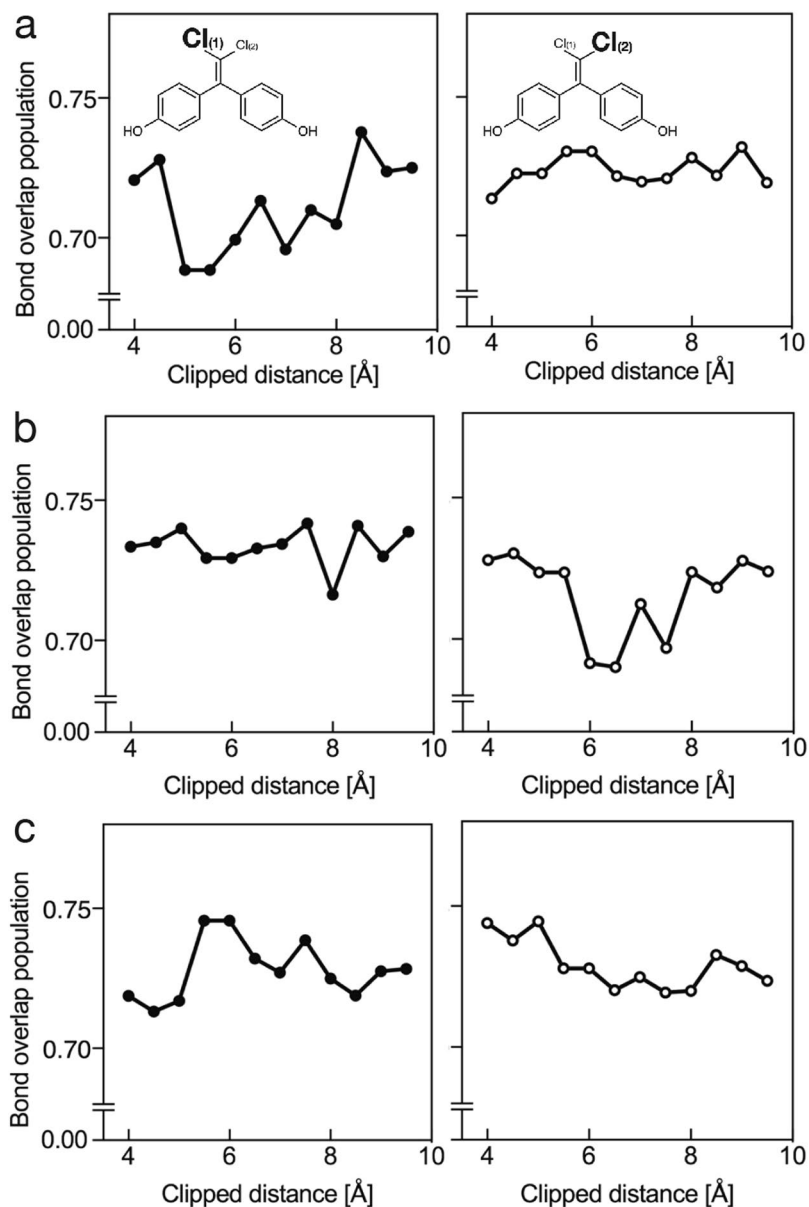 a
Cl(1)
Cl(2)
HO
OH
Cl(1)
Cl(2)
HO
OH
Bond overlap population
0.75
0.70
0.00
4
6
8
10
Clipped distance [Å]
4
6
8
10
Clipped distance [Å]
b
Bond overlap population
0.75
0.70
0.00
4
6
8
10
Clipped distance [Å]
4
6
8
10
Clipped distance [Å]
c
Bond overlap population
0.75
0.70
0.00
4
6
8
10
Clipped distance [Å]
4
6
8
10
Clipped distance [Å]